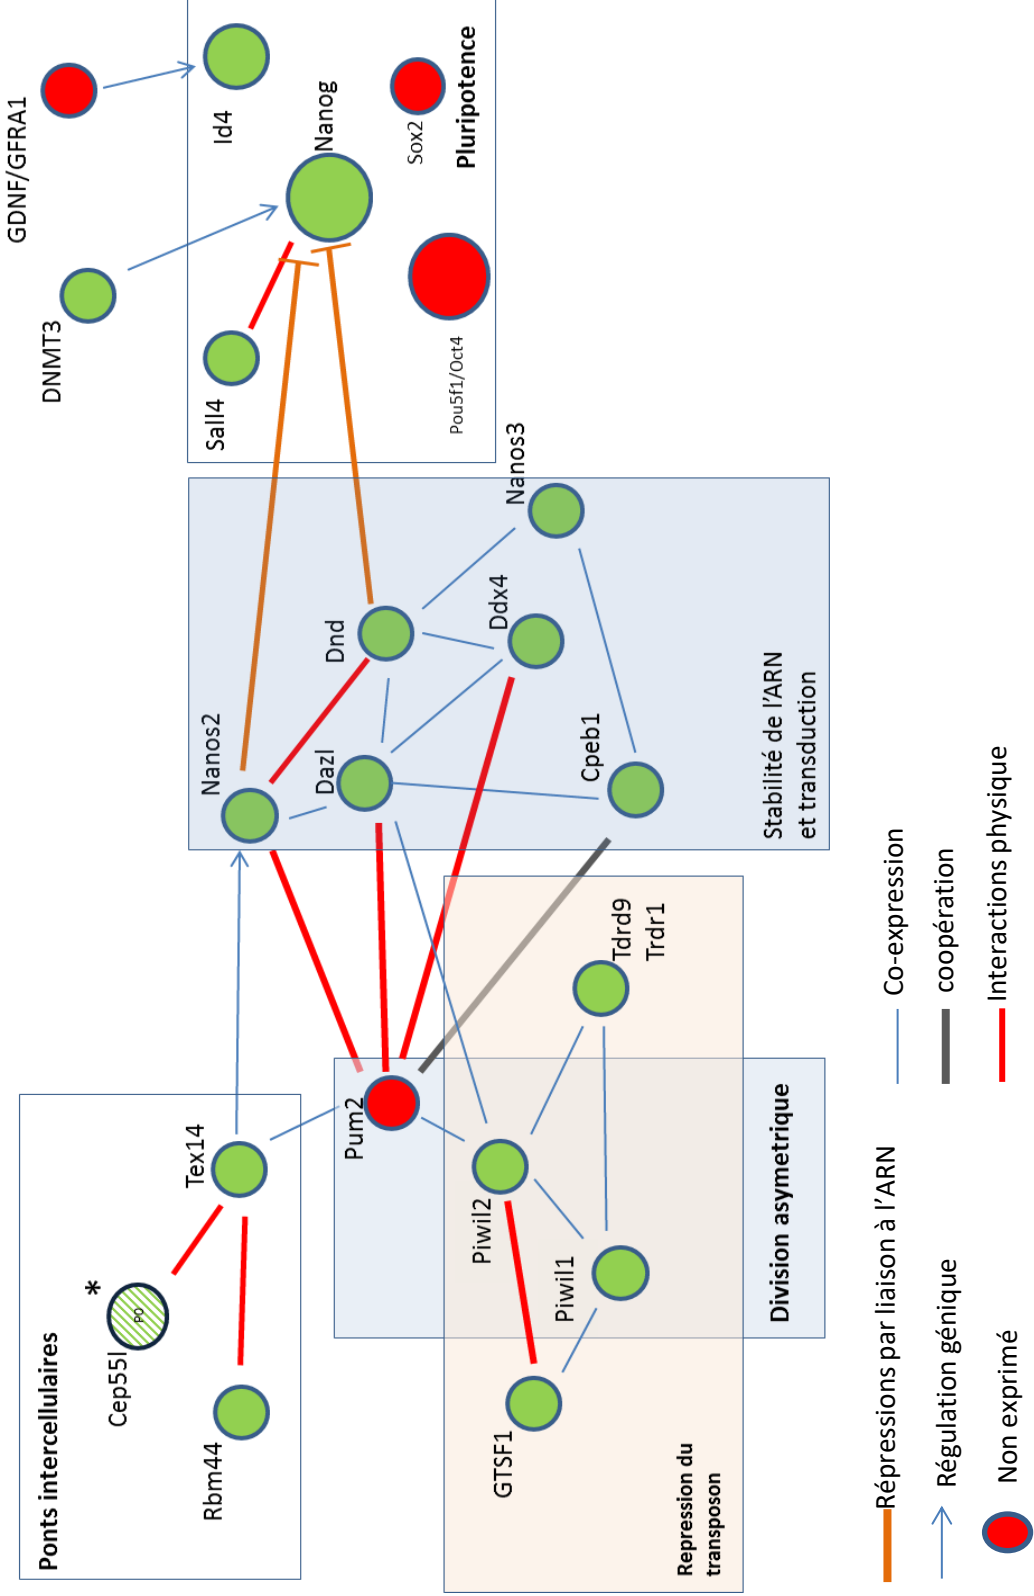 Ponts intercellulaires
Cep55l
*
PO
Rbm44
Tex14
GTSF1
Repression du
transposon
Piwil2
Piwil1
Division asymetrique
Pum2
Tdrd9
Trdr1
Nanos2
Dazl
Dnd
Ddx4
Nanos3
Cpeb1
Stabilité de l'ARN
et transduction
DNMT3
GDNF/GFRA1
Sall4
Id4
Nanog
Sox2
Pou5f1/Oct4
Pluripotence
Répressions par liaison à l'ARN
Régulation génique
Non exprimé
Co-expression
coopération
Interactions physique